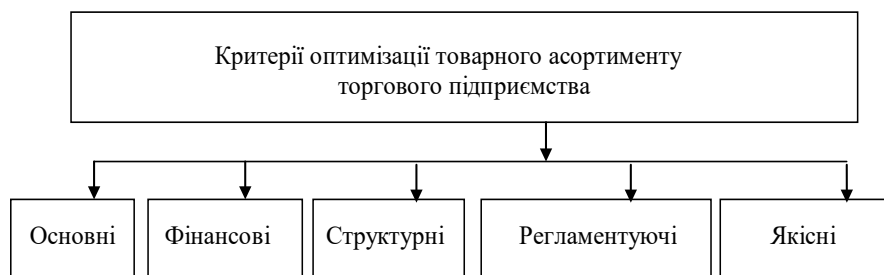 Критерії оптимізації товарного асортименту
торгового підприємства
Основні Фінансові Структурні Регламентуючі Якісні